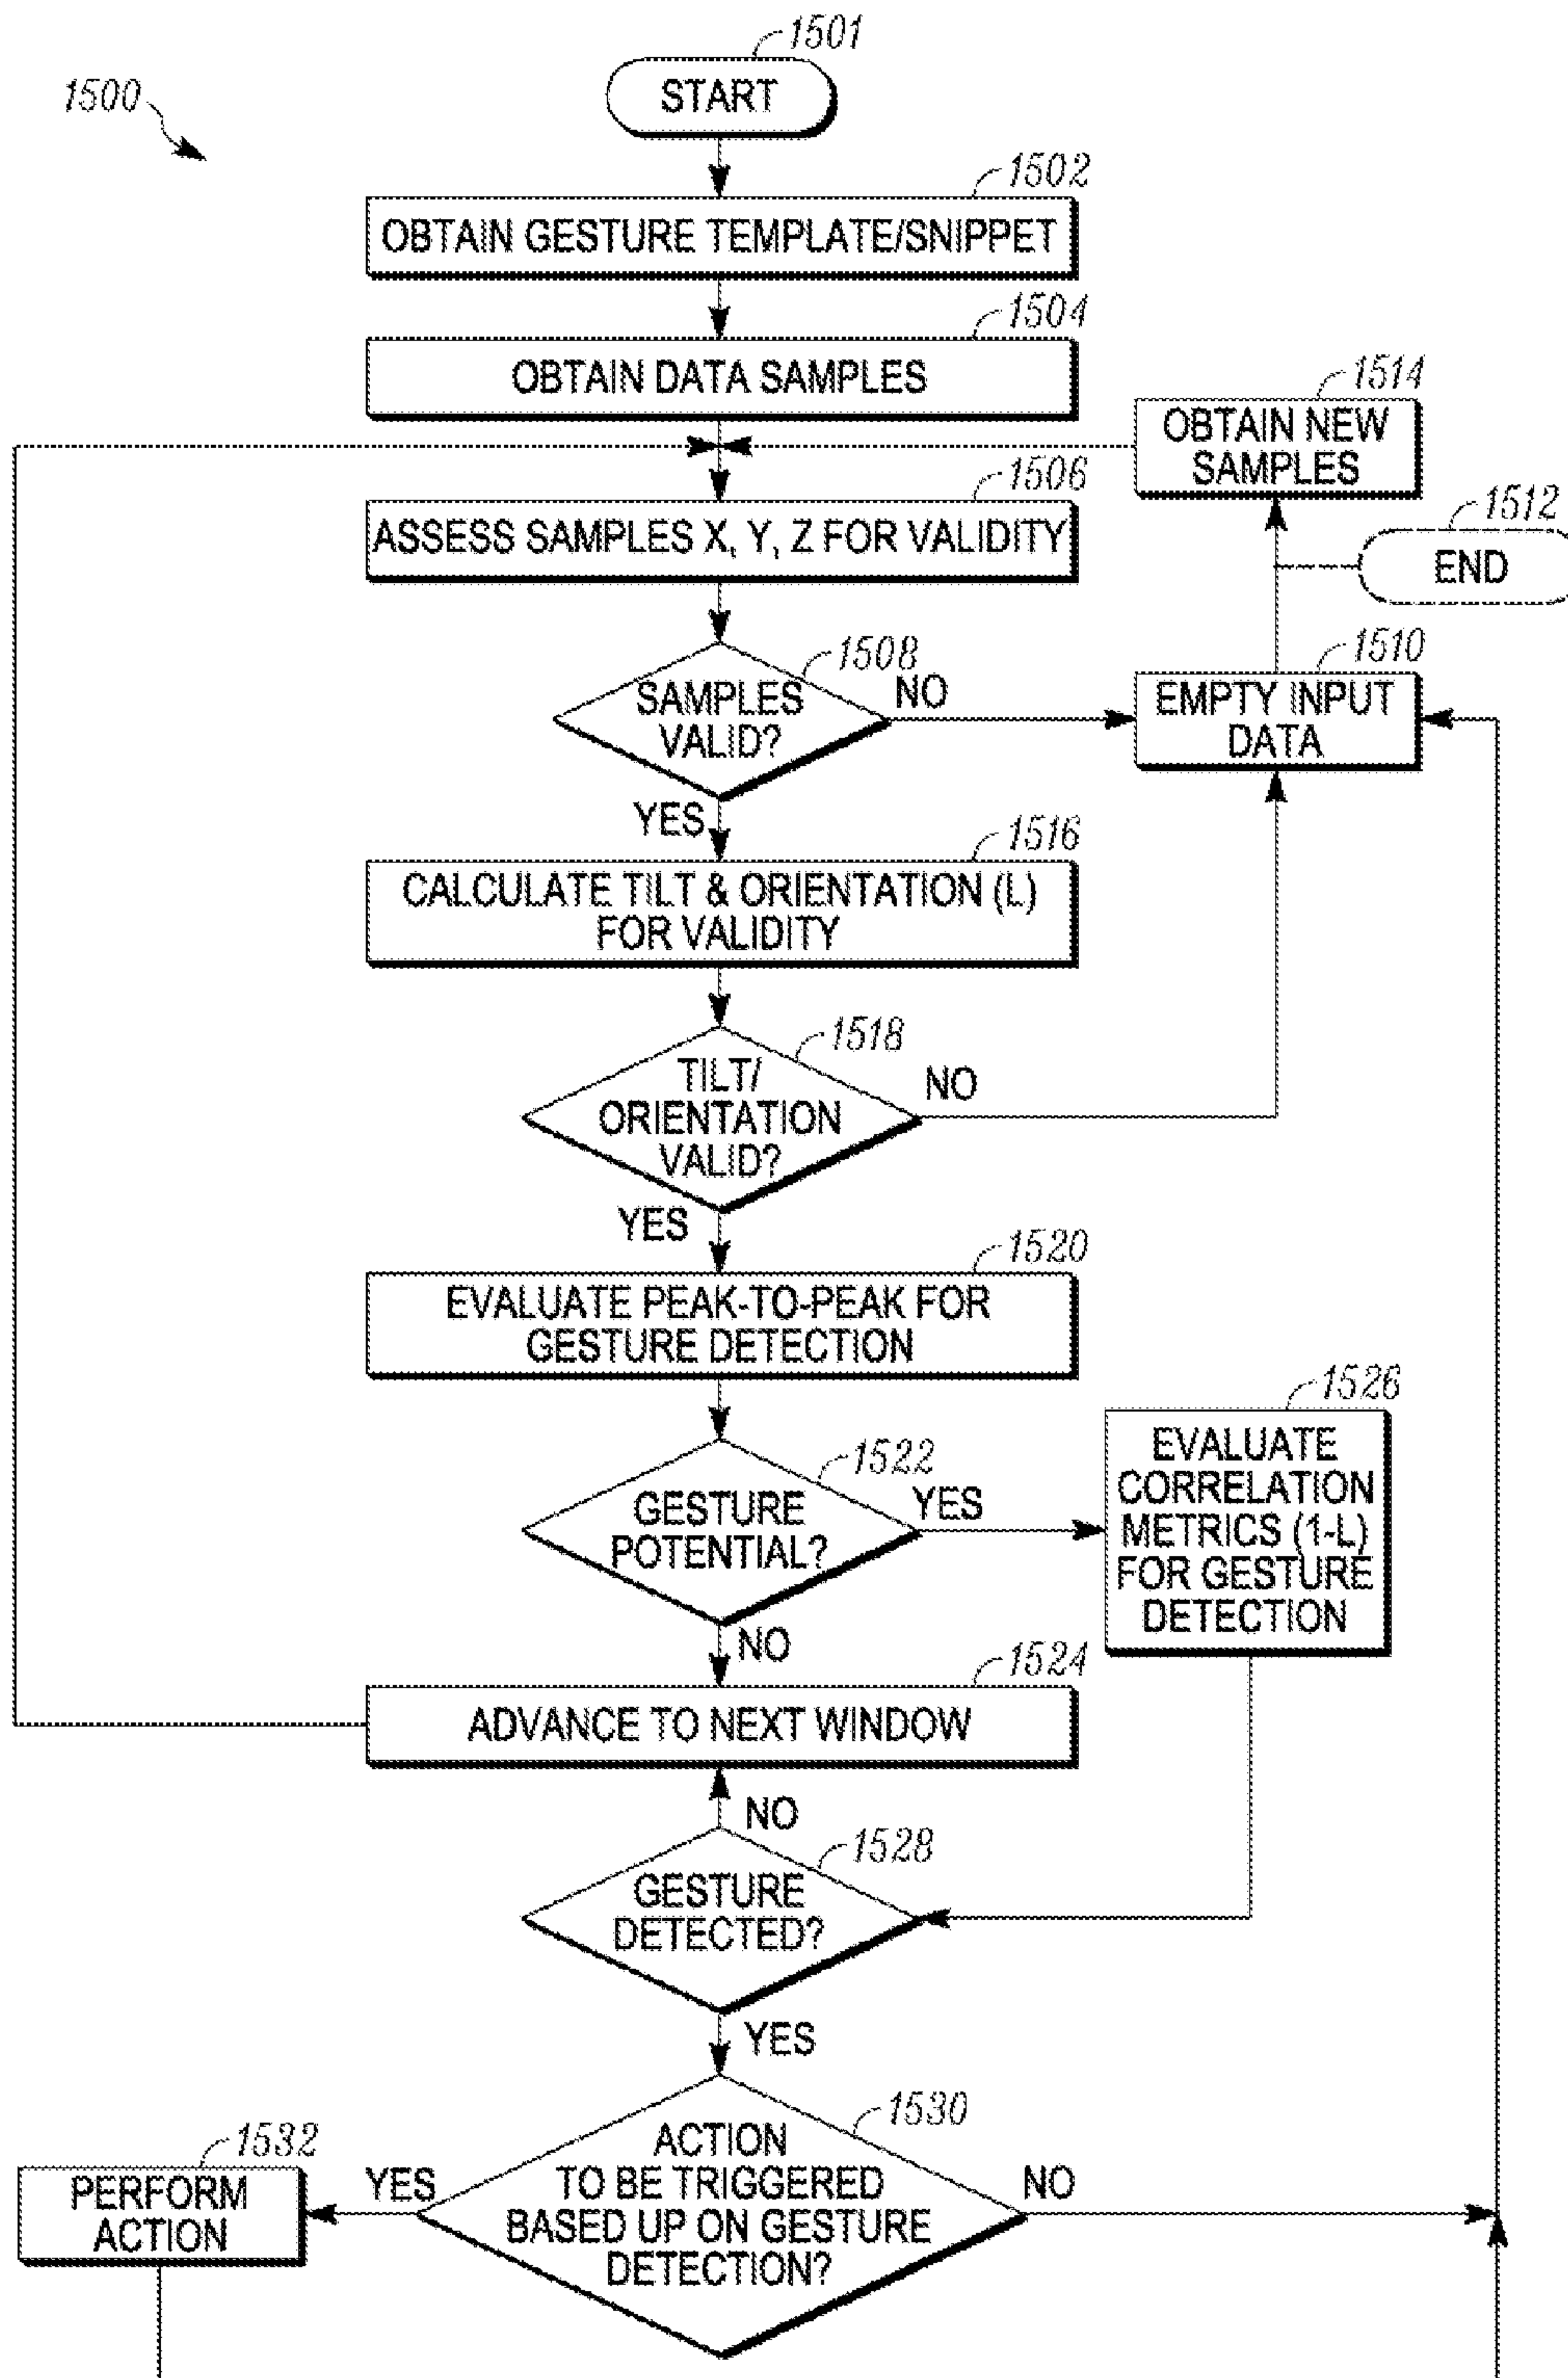 1501
START
1500
1502
OBTAIN GESTURE TEMPLATE/SNIPPET
1504
OBTAIN DATA SAMPLES
1514
OBTAIN NEW
SAMPLES
1506
ASSESS SAMPLES X, Y, Z FOR VALIDITY
1512
END
1508
SAMPLES
VALID?
NO
YES
1510
EMPTY INPUT
DATA
1516
CALCULATE TILT & ORIENTATION (L)
FOR VALIDITY
1518
TILT/
ORIENTATION
VALID?
NO
YES
1520
EVALUATE PEAK-TO-PEAK FOR
GESTURE DETECTION
1522
GESTURE
POTENTIAL?
YES
NO
1526
EVALUATE
CORRELATION
METRICS (1-L)
FOR GESTURE
DETECTION
1524
ADVANCE TO NEXT WINDOW
NO
1528
GESTURE
DETECTED?
YES
1530
ACTION
TO BE TRIGGERED
BASED UP ON GESTURE
DETECTION?
YES
NO
1532
PERFORM
ACTION